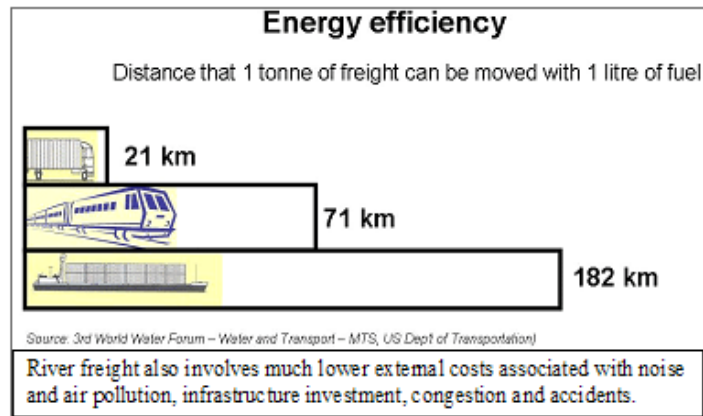 Energy efficiency
Distance that 1 tonne of freight can be moved with 1 litre of fuel
21 km
71 km
182 km
Source: 3rd World Water Forum – Water and Transport – MTS, US Dep't of Transportation)
River freight also involves much lower external costs associated with noise
and air pollution, infrastructure investment, congestion and accidents.